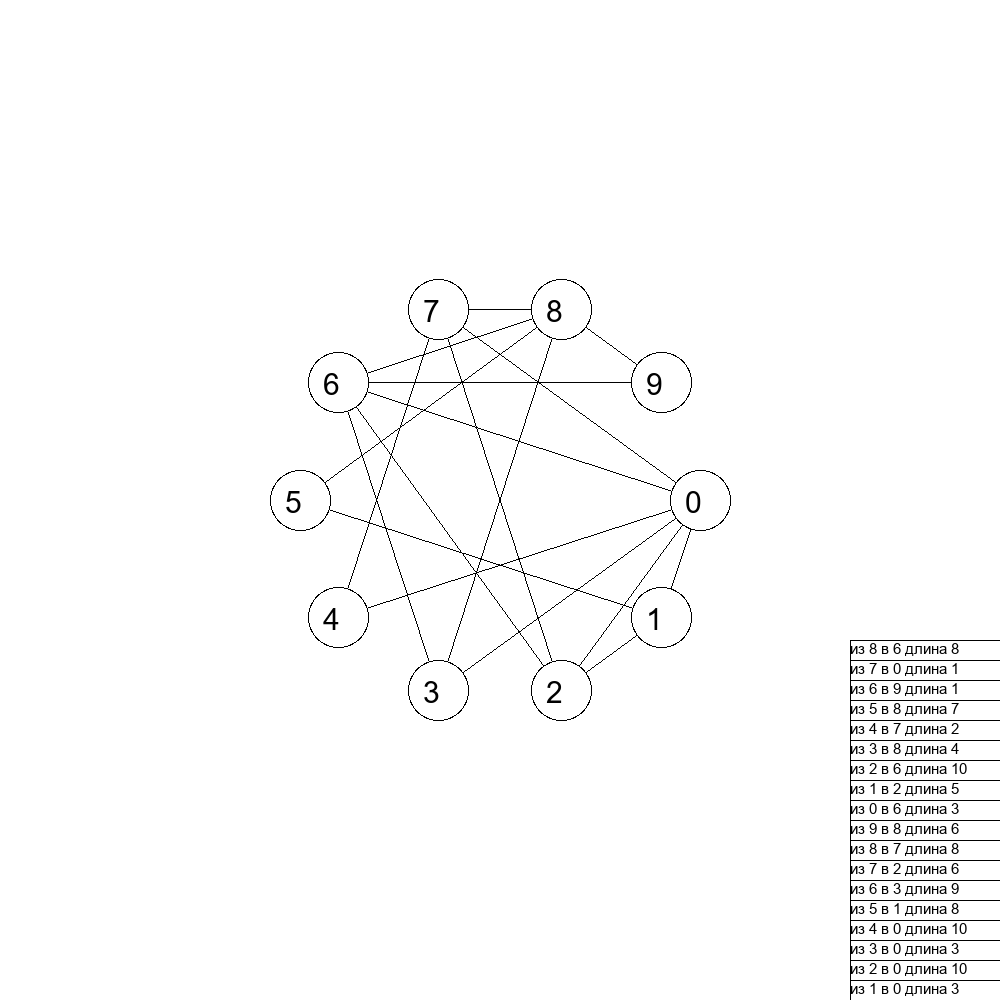 7
8
6
9
5
0
4
1
3
2
из 8 в 6 длина 8
из 7 в 0 длина 1
из 6 в 9 длина 1
из 5 в 8 длина 7
из 4 в 7 длина 2
из 3 в 8 длина 4
из 2 в 6 длина 10
из 1 в 2 длина 5
из 0 в 6 длина 3
из 9 в 8 длина 6
из 8 в 7 длина 8
из 7 в 2 длина 6
из 6 в 3 длина 9
из 5 в 1 длина 8
из 4 в 0 длина 10
из 3 в 0 длина 3
из 2 в 0 длина 10
из 1 в 0 длина 3